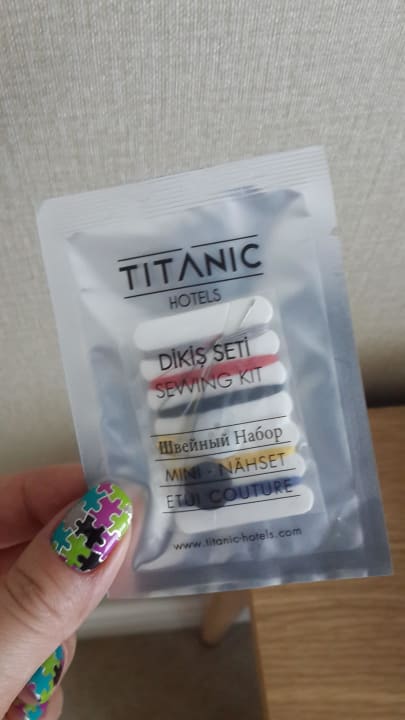 TITANIC
HOTELS
DİKİŞ SETİ
SEWING KIT
Швейный Набор
MINI - NÄHSET
ETUI COUTURE
www.titanic-hotels.com